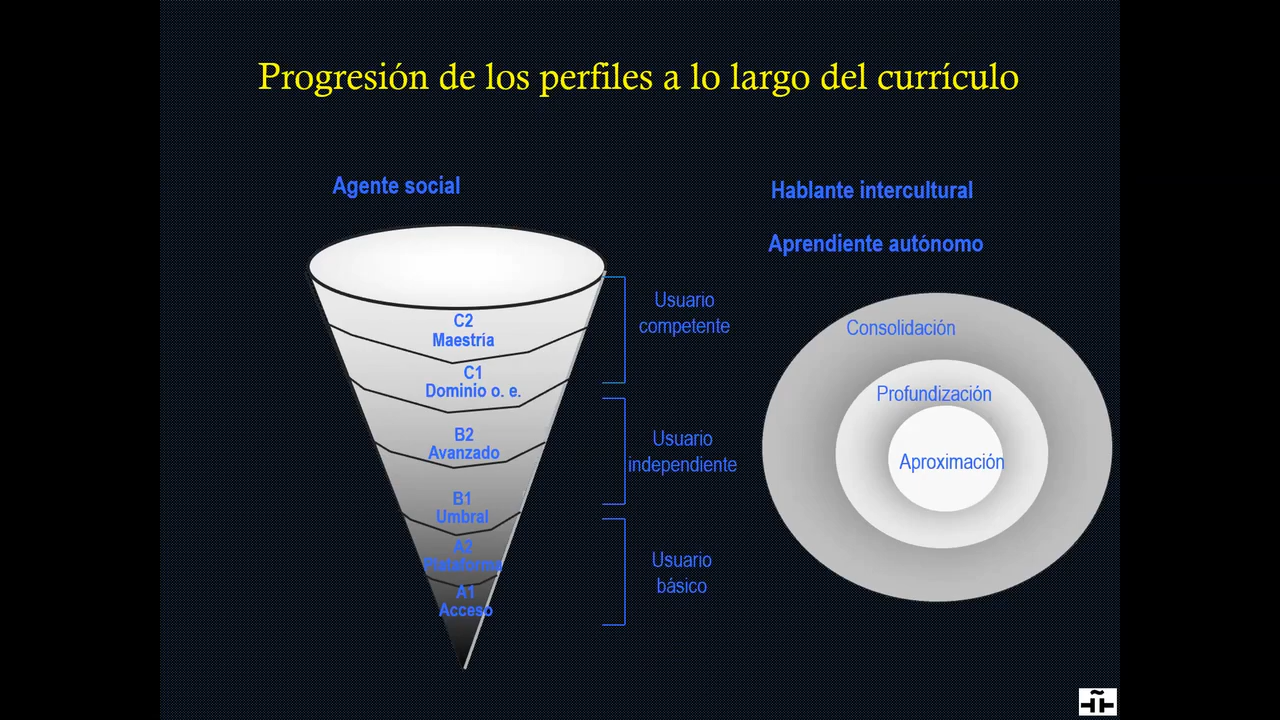 Progresión de los perfiles a lo largo del currículo
Agente social
Hablante intercultural
Aprendiente autónomo
C2
Maestría
C1
Dominio o. e.
B2
Avanzado
B1
Umbral
A2
Plataforma
A1
Acceso
Usuario
competente
Usuario
independiente
Usuario
básico
Consolidación
Profundización
Aproximación